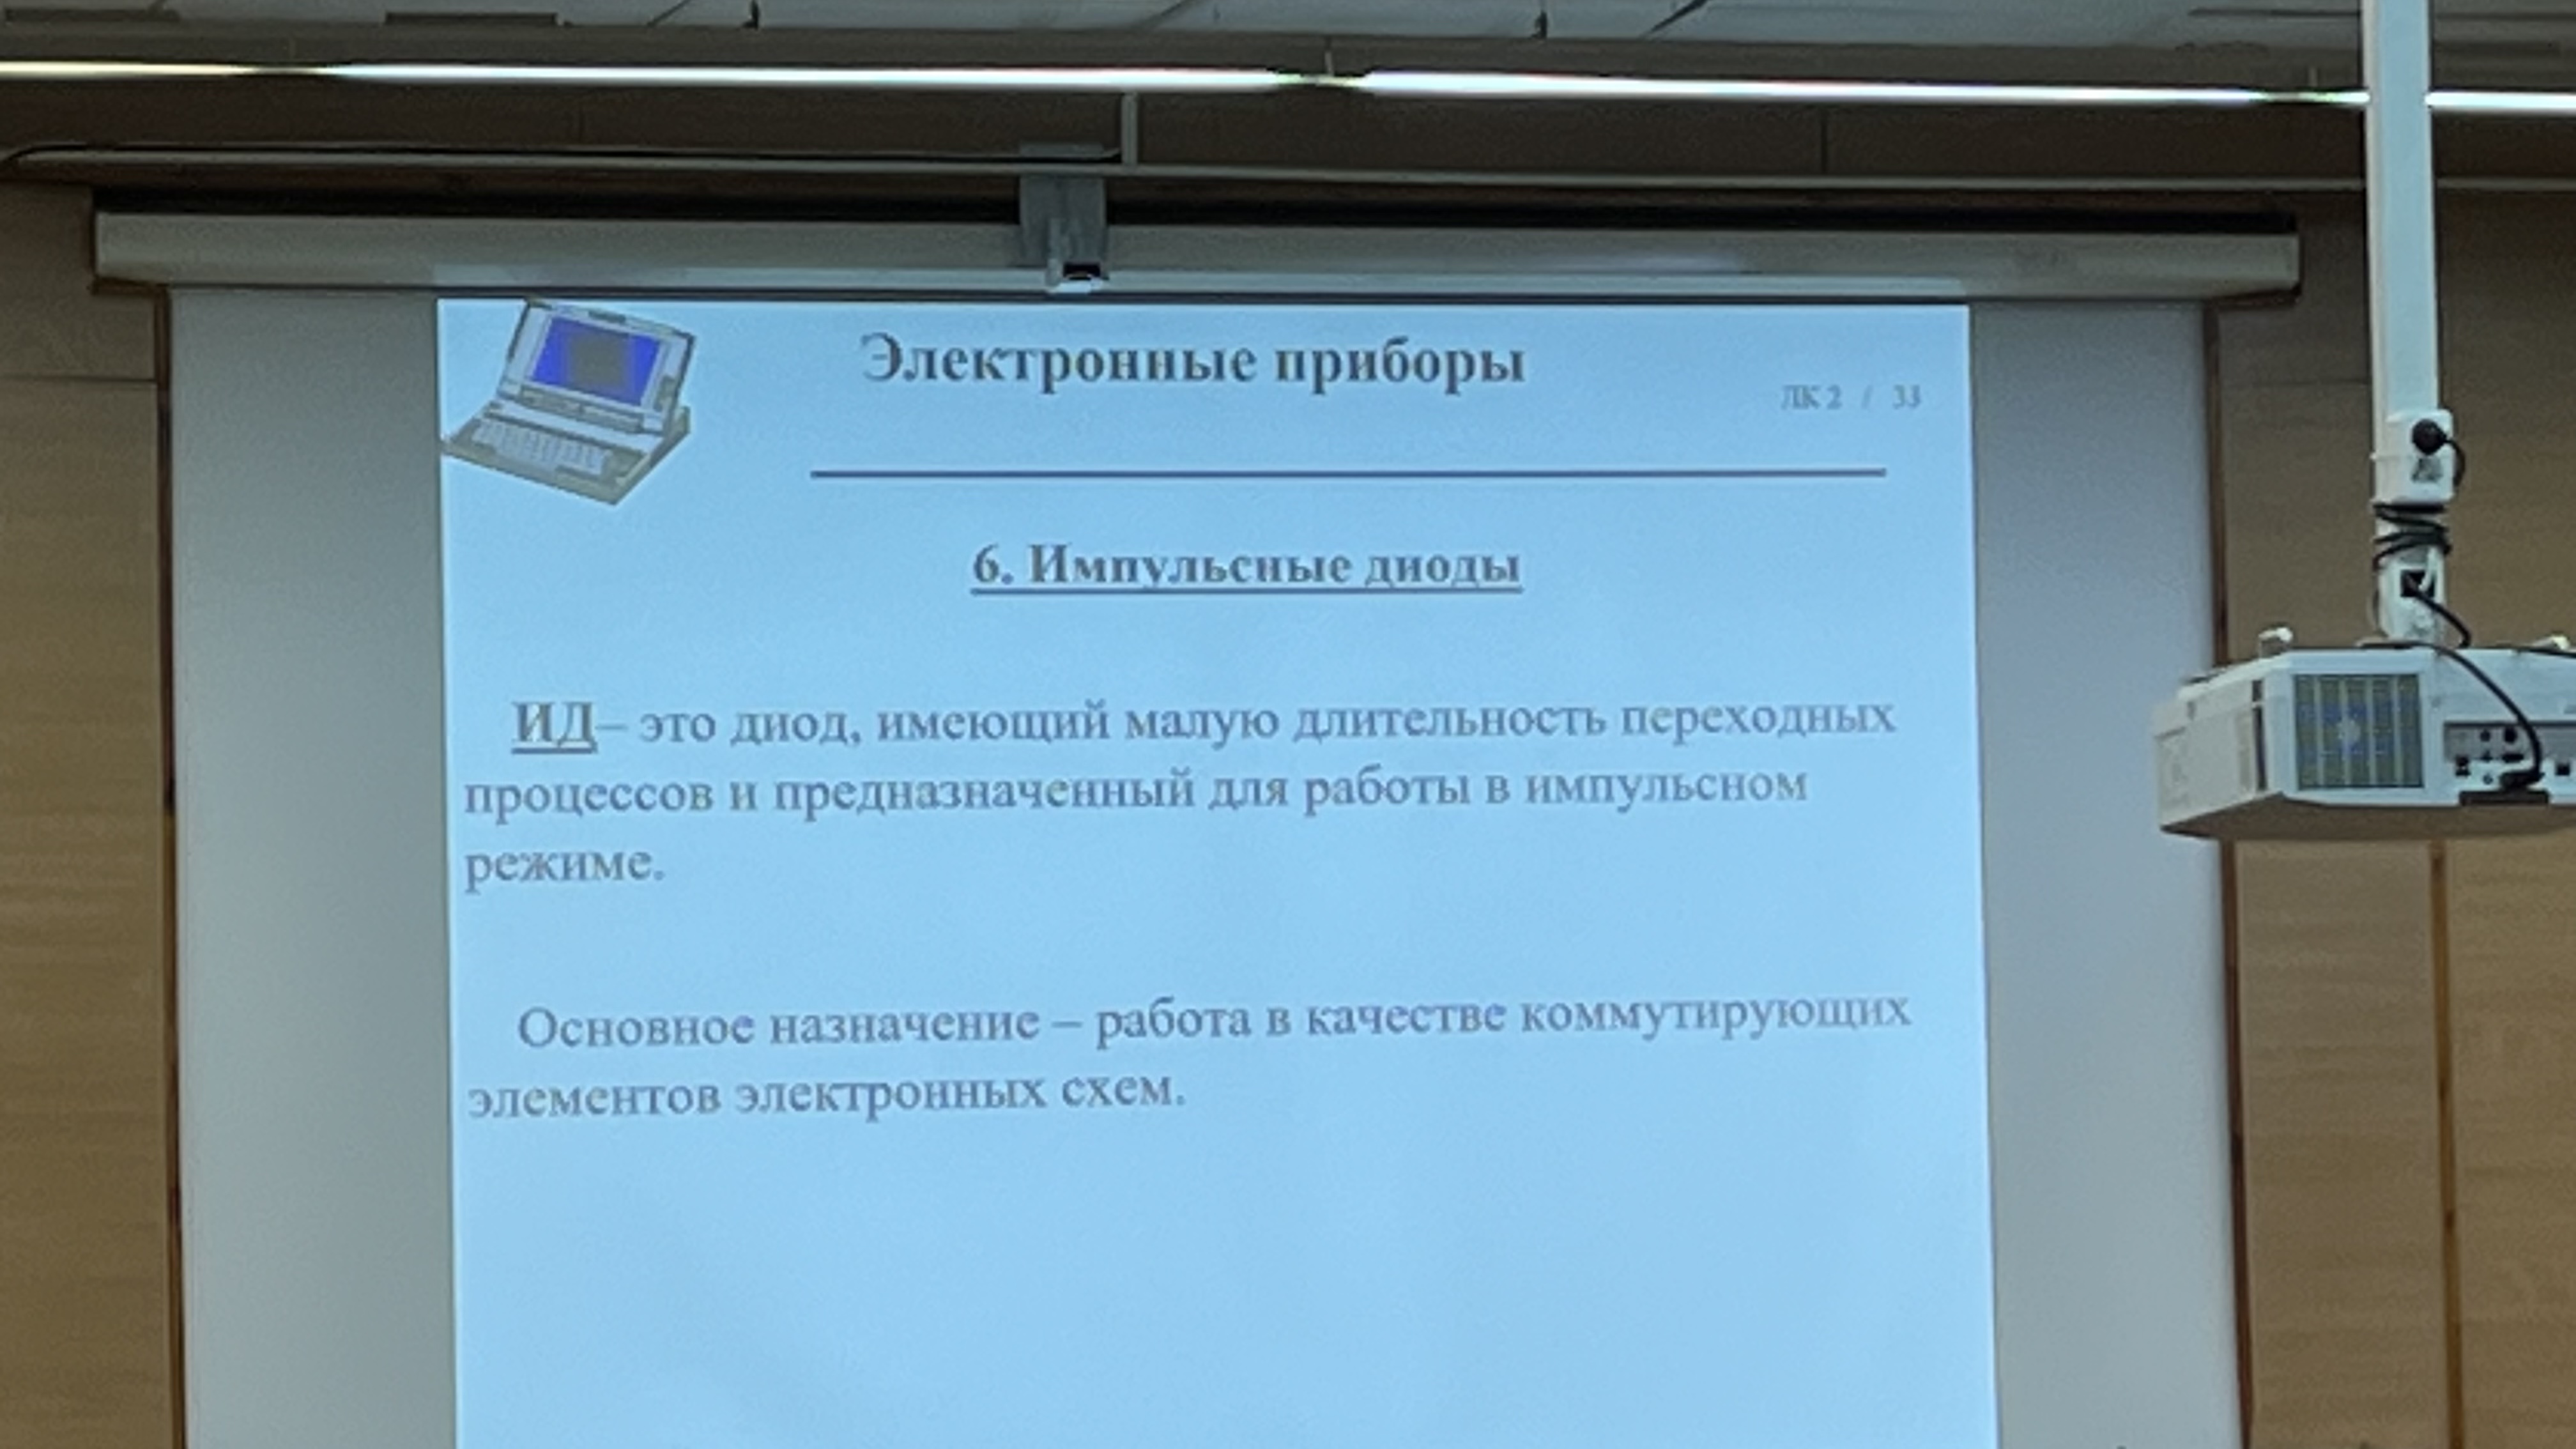 Электронные приборы
ЛК 2 / 33
6. Импульсные диоды
ИД– это диод, имеющий малую длительность переходных
процессов и предназначенный для работы в импульсном
режиме.
Основное назначение – работа в качестве коммутирующих
элементов электронных схем.